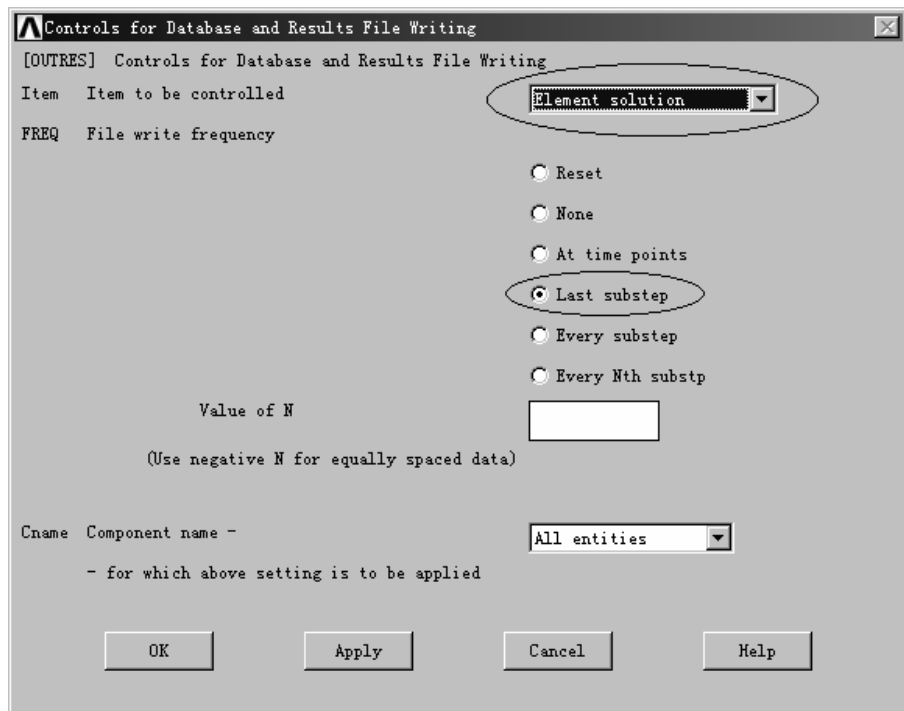 Controls for Database and Results File Writing
[OUTRES] Controls for Database and Results File Writing
Item Item to be controlled Element solution
FREQ File write frequency
Reset
None
At time points
Last substep
Every substep
Every Nth substp
Value of N
(Use negative N for equally spaced data)
Cname Component name - All entities
- for which above setting is to be applied
OK Apply Cancel Help